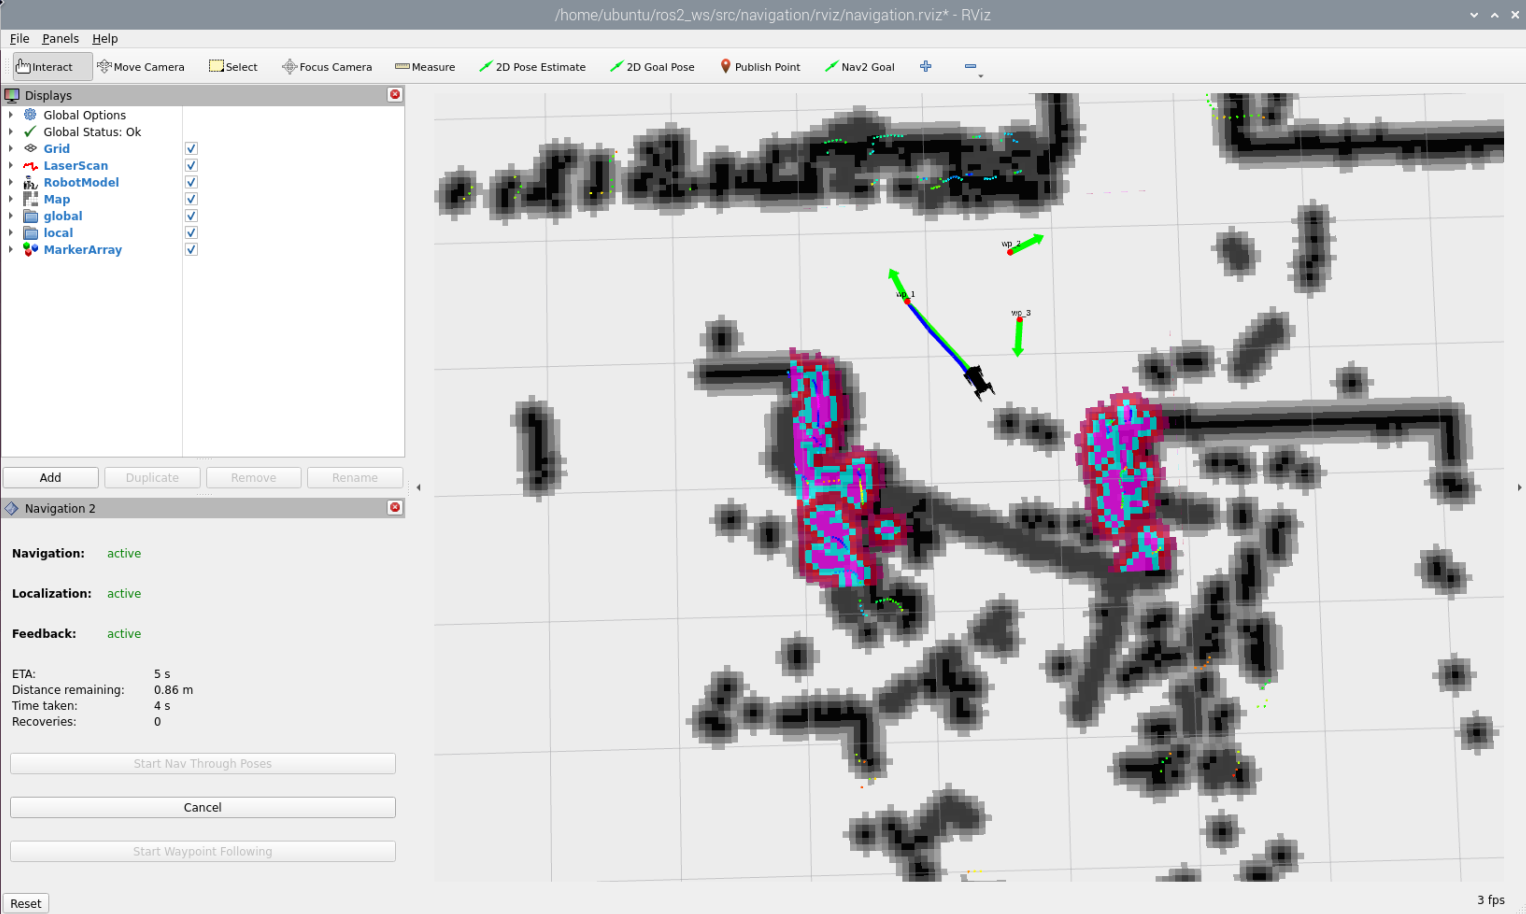 /home/ubuntu/ros2_ws/src/navigation/rviz/navigation.rviz* - RViz
File Panels Help
Interact Move Camera Select Focus Camera Measure 2D Pose Estimate 2D Goal Pose Publish Point Nav2 Goal
Displays
Global Options
Global Status: Ok
Grid
LaserScan
RobotModel
Map
global
local
MarkerArray
Add Duplicate Remove Rename
Navigation 2
Navigation: active
Localization: active
Feedback: active
ETA: 5 s
Distance remaining: 0.86 m
Time taken: 4 s
Recoveries: 0
Start Nav Through Poses
Cancel
Start Waypoint Following
Reset
wp_2
wp_1
wp_3
3 fps